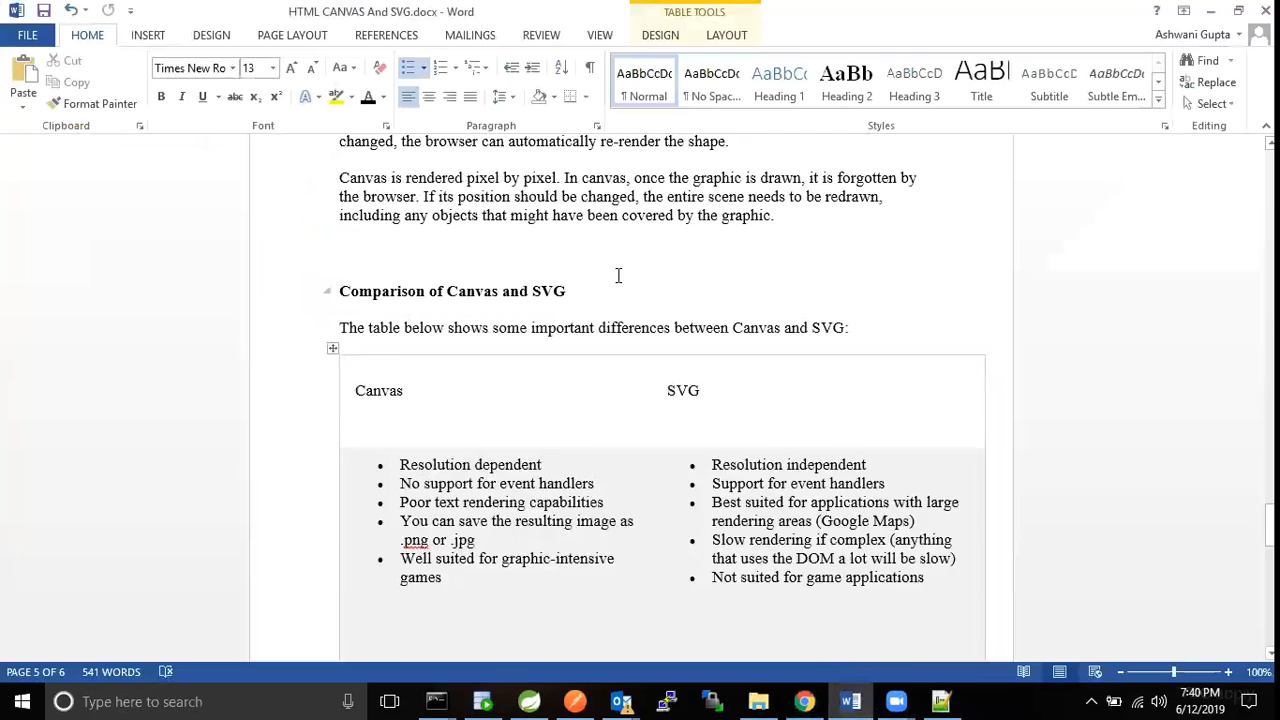 HTML CANVAS And SVG.docx - Word
TABLE TOOLS
?
FILE
HOME
INSERT
DESIGN
PAGE LAYOUT
REFERENCES
MAILINGS
REVIEW
VIEW
DESIGN
LAYOUT
Ashwani Gupta
Paste
Cut
Copy
Format Painter
Times New Ro
13
Aa
B I U abc x₂ x²
A
AaBbCcDc
¶ Normal
AaBbCcDc
¶ No Spac...
AaBbCc
Heading 1
AaBb
Heading 2
AaBbCcDc
Heading 3
AaBl
Title
AaBbCcDc
Subtitle
AaBbCcDc
Subtle Em...
Find
Replace
Select
Clipboard
Font
Paragraph
Styles
Editing
changed, the browser can automatically re-render the shape.
Canvas is rendered pixel by pixel. In canvas, once the graphic is drawn, it is forgotten by
the browser. If its position should be changed, the entire scene needs to be redrawn,
including any objects that might have been covered by the graphic.
Comparison of Canvas and SVG
The table below shows some important differences between Canvas and SVG:
Canvas
SVG
• Resolution dependent
• No support for event handlers
• Poor text rendering capabilities
• You can save the resulting image as
.png or .jpg
• Well suited for graphic-intensive
games
• Resolution independent
• Support for event handlers
• Best suited for applications with large
rendering areas (Google Maps)
• Slow rendering if complex (anything
that uses the DOM a lot will be slow)
• Not suited for game applications
PAGE 5 OF 6
541 WORDS
100%
Type here to search
7:40 PM
6/12/2019